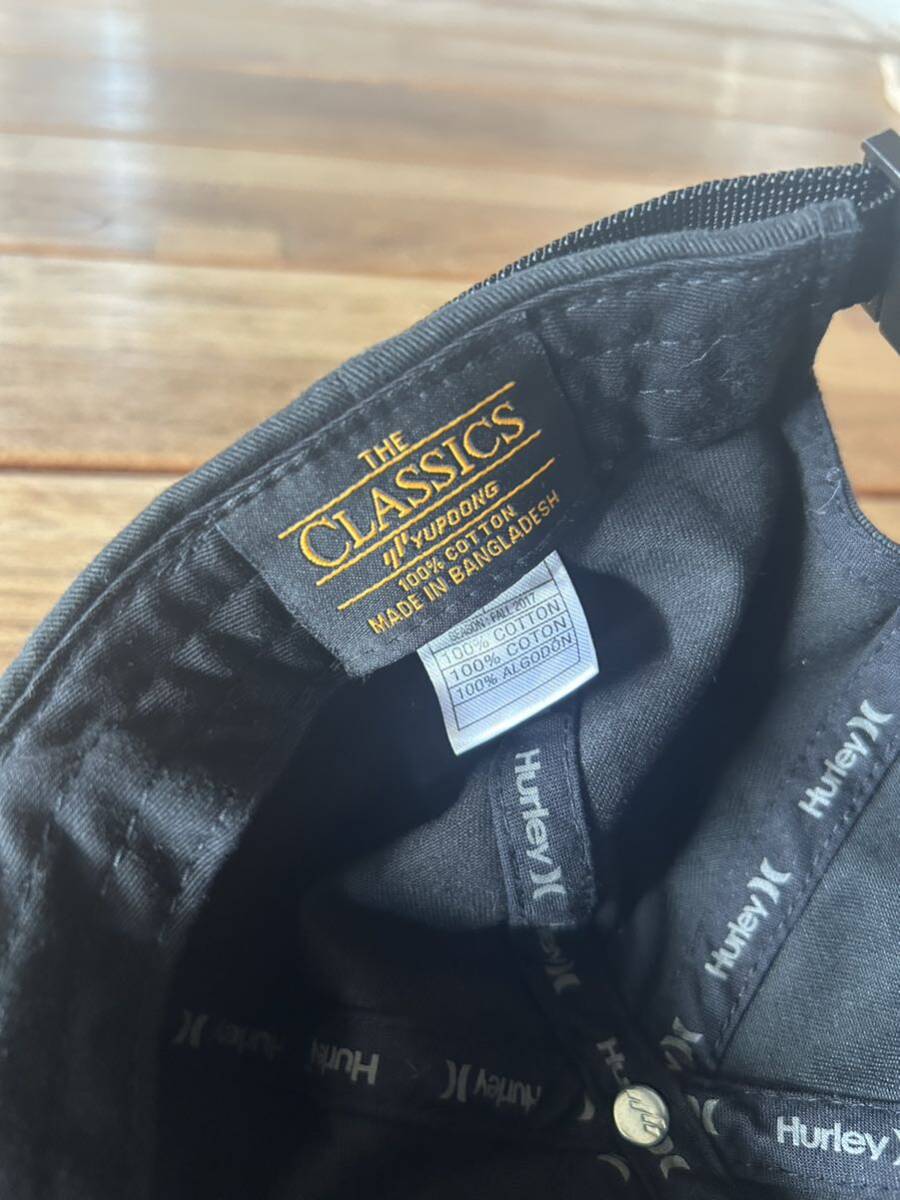 THE
CLASSICS
YUPOONG
100% COTTON
MADE IN BANGLADESH
SEASON: FALL 2017
100% COTTON
100% COTON
100% ALGODÓN
Hurley
Hurley
Hurley
Hurley
Hurley
Hurley
Hurley